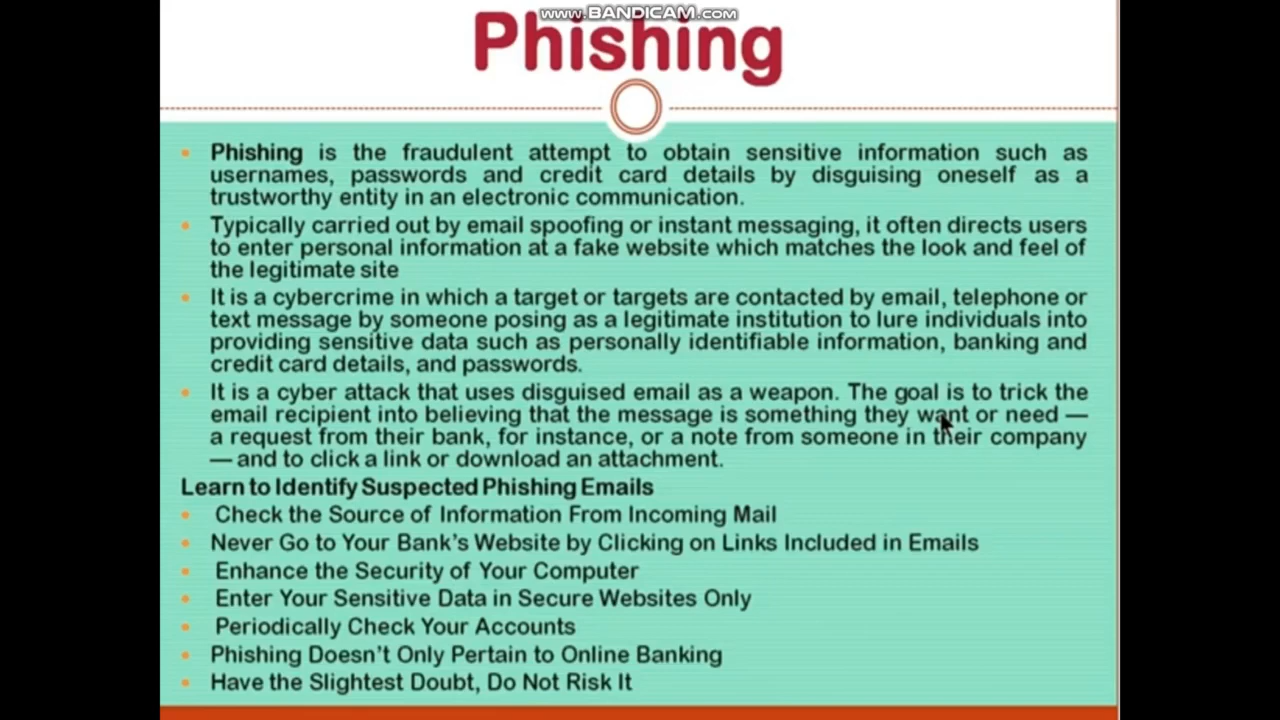 www.BANDICAM.com
Phishing
• Phishing is the fraudulent attempt to obtain sensitive information such as
usernames, passwords and credit card details by disguising oneself as a
trustworthy entity in an electronic communication.
• Typically carried out by email spoofing or instant messaging, it often directs users
to enter personal information at a fake website which matches the look and feel of
the legitimate site
• It is a cybercrime in which a target or targets are contacted by email, telephone or
text message by someone posing as a legitimate institution to lure individuals into
providing sensitive data such as personally identifiable information, banking and
credit card details, and passwords.
• It is a cyber attack that uses disguised email as a weapon. The goal is to trick the
email recipient into believing that the message is something they want or need —
a request from their bank, for instance, or a note from someone in their company
— and to click a link or download an attachment.
Learn to Identify Suspected Phishing Emails
• Check the Source of Information From Incoming Mail
• Never Go to Your Bank's Website by Clicking on Links Included in Emails
• Enhance the Security of Your Computer
• Enter Your Sensitive Data in Secure Websites Only
• Periodically Check Your Accounts
• Phishing Doesn't Only Pertain to Online Banking
• Have the Slightest Doubt, Do Not Risk It